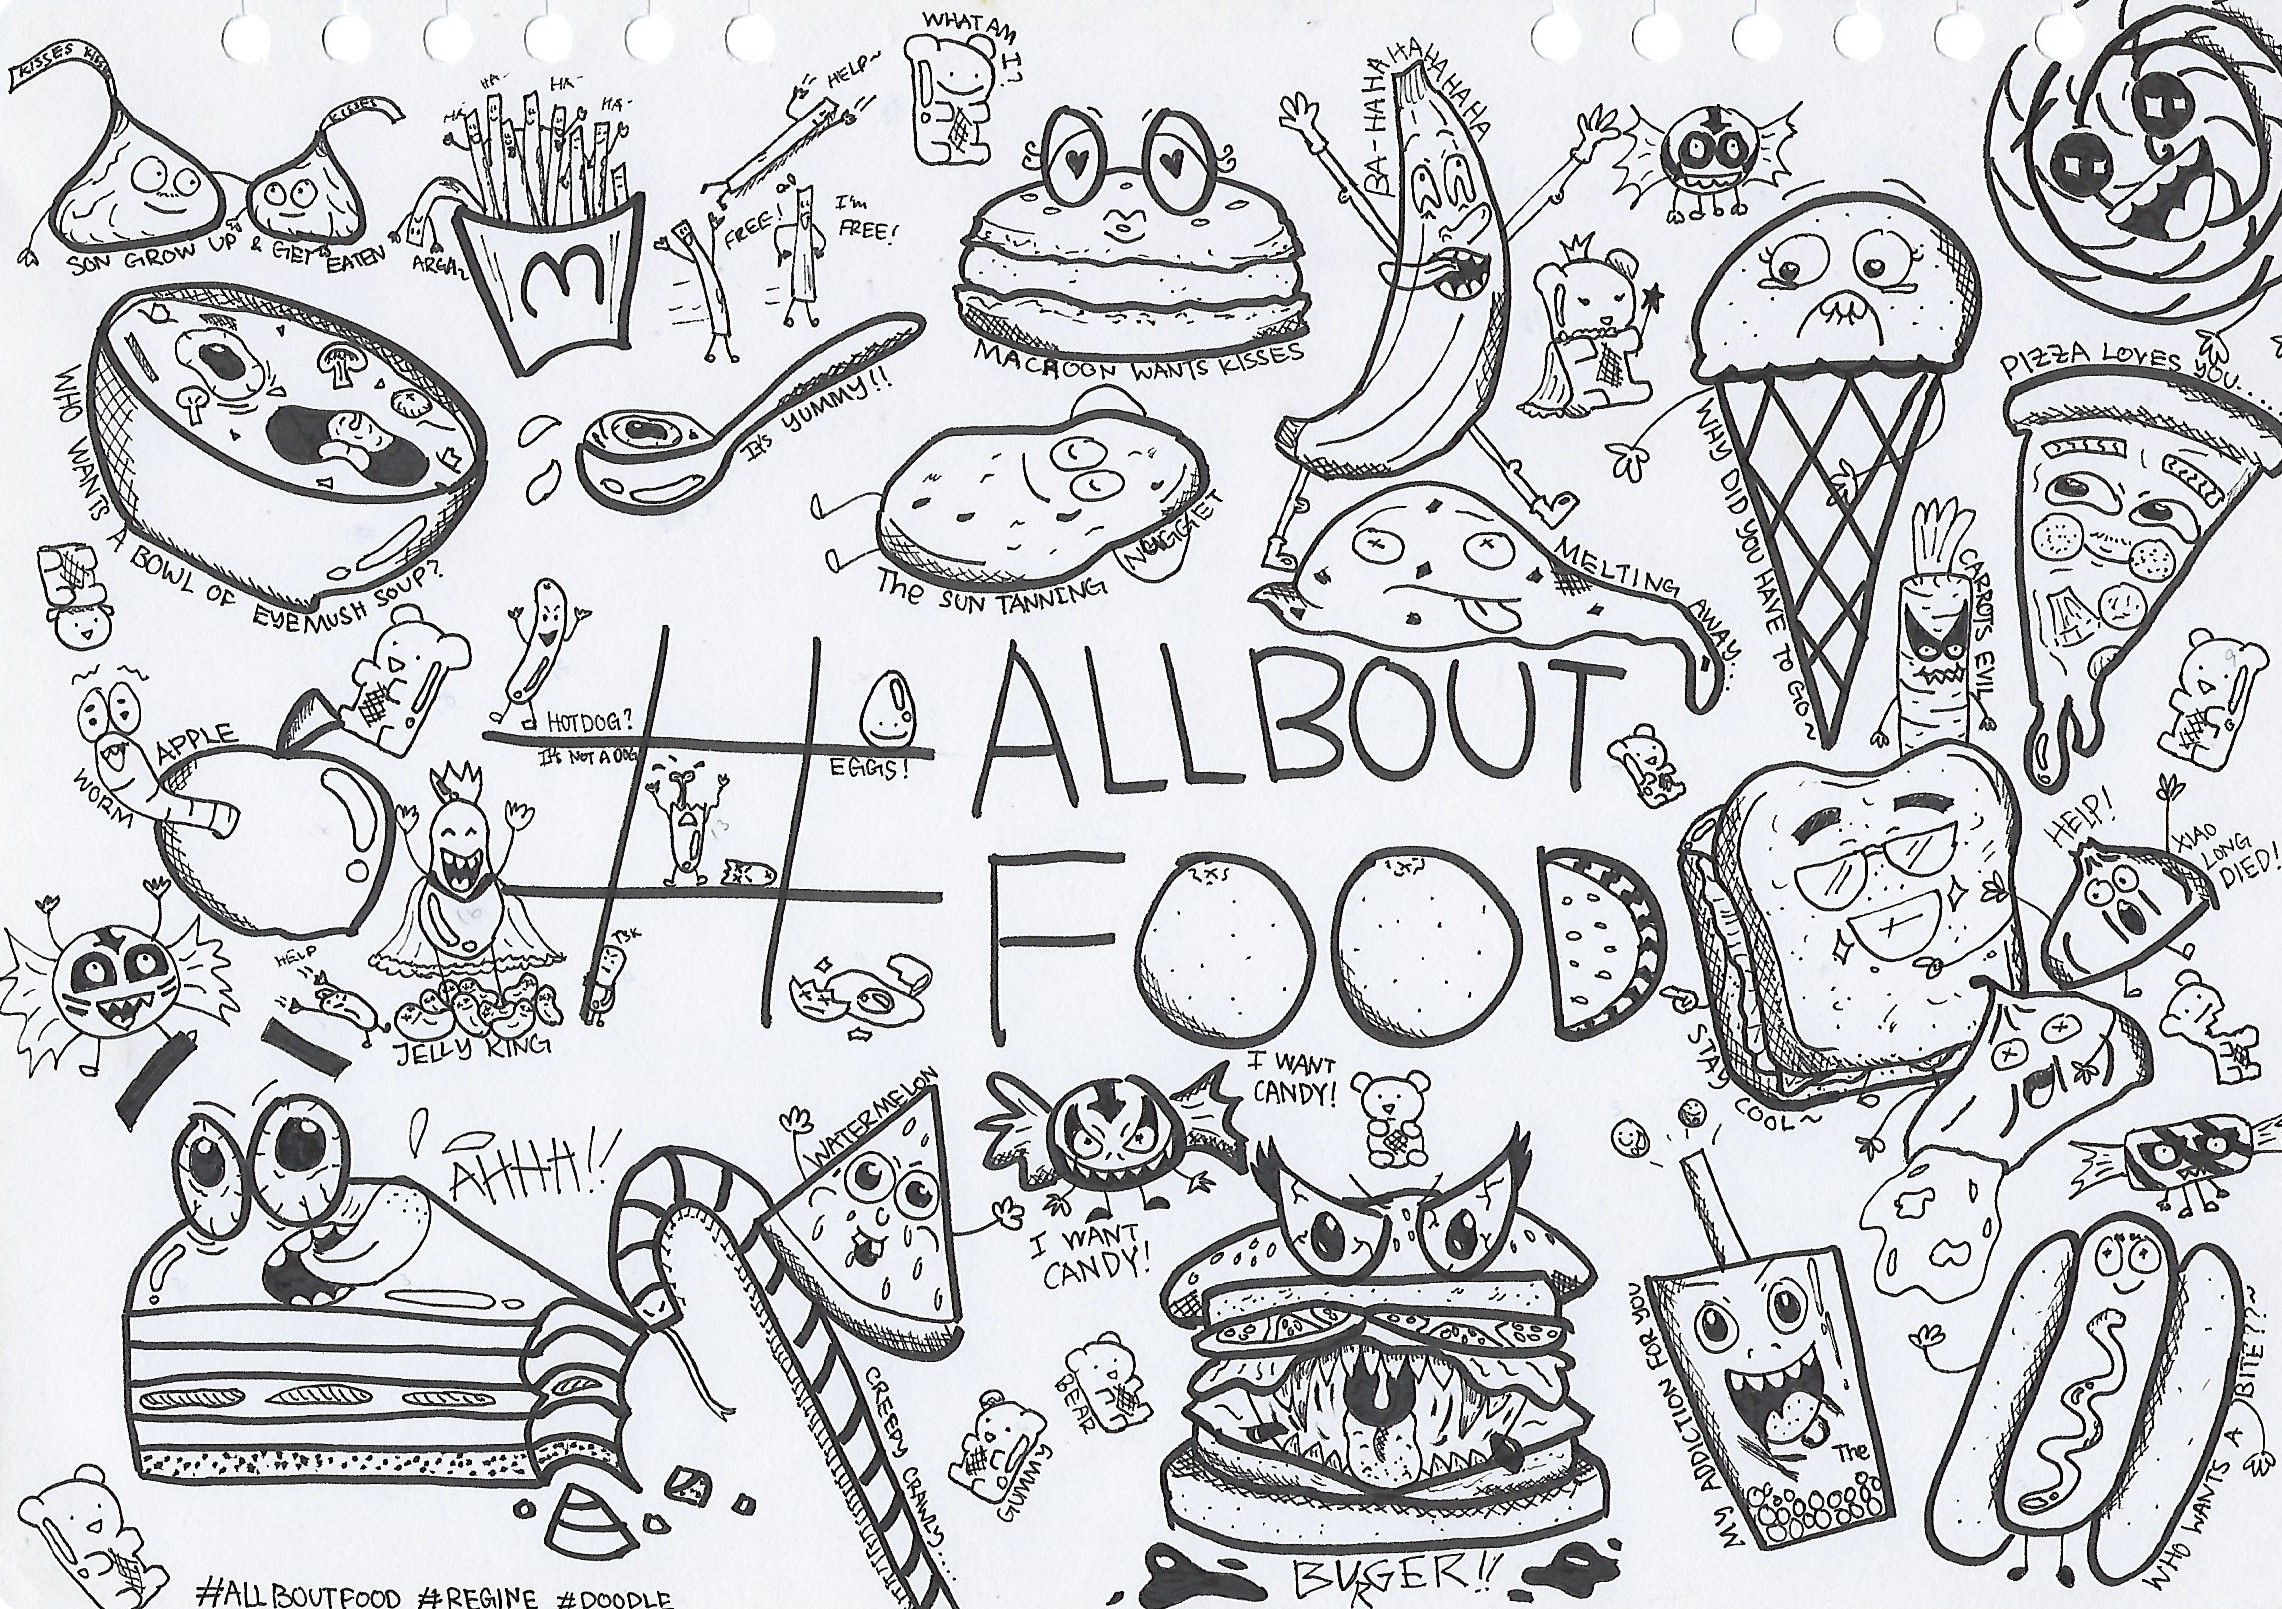 WHAT AM I?
KISSES
KISSES
SON GROW UP & GET EATEN
HA-
HA-
HA-
HA-
ARGH~
3
HELP~
FREE!
I'm FREE!
MACROON WANTS KISSES
BA-HAHAHAHAHAHAHA
PIZZA LOVES YOU....
WHO WANTS A BOWL OF EYEMUSH SOUP?
It's YUMMY!!
The SUN TANNING NUGGET
MELTING AWAY...
WHY DID YOU HAVE TO GO~
CARROTS EVIL
APPLE
WORM
HOTDOG?
It's NOT A DOG
EGGS!
#ALLBOUT
FOOD
HELP!
XIAO
LONG
DIED!
HELP
TSK
JELLY KING
STAY COOL~
I WANT
CANDY!
I WANT
CANDY!
WATERMELON
AHHH!!
CREEPY CRAWLY....
BEAR
GUMMY
BURGER!!
MY ADDICTION FOR YOU
The
WHO WANTS A BITE??~
#ALLBOUTFOOD #REGINE #DOODLE